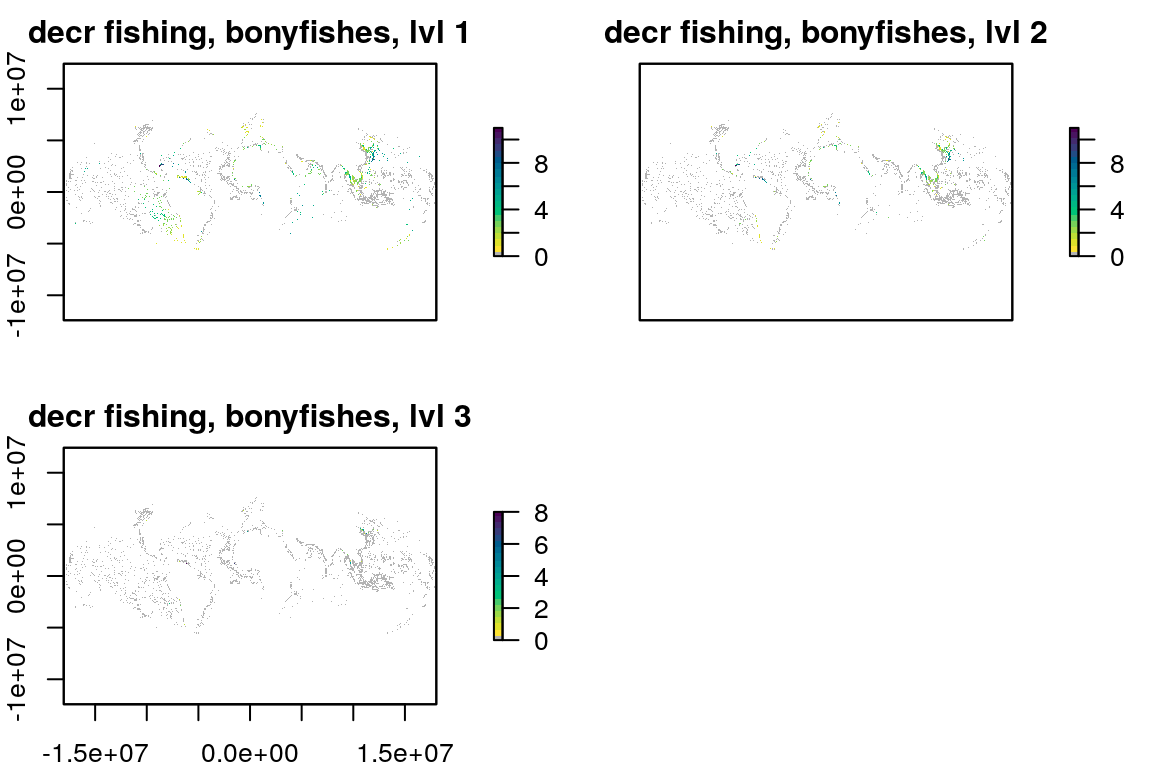 decr fishing, bonyfishes, lvl 1
1e+07
0e+00
-1e+07
8
4
0
decr fishing, bonyfishes, lvl 2
8
4
0
decr fishing, bonyfishes, lvl 3
1e+07
0e+00
-1e+07
8
6
4
2
0
-1.5e+07 0.0e+00 1.5e+07